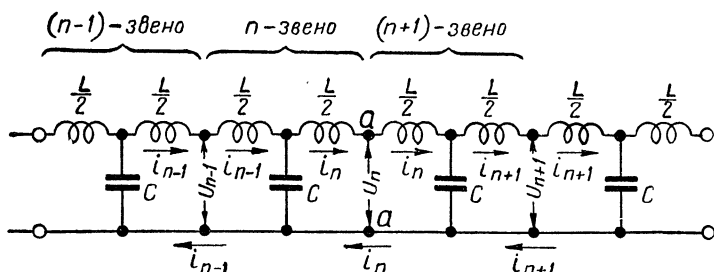 (n-1)-звено n-звено (n+1)-звено
L/2 L/2 L/2 L/2 L/2 L/2 L/2 L/2
a
i_{n-1} i_{n-1} i_n i_n i_{n+1} i_{n+1}
C U_{n-1} C U_n C U_{n+1} C
a
i_{n-1} i_n i_{n+1}